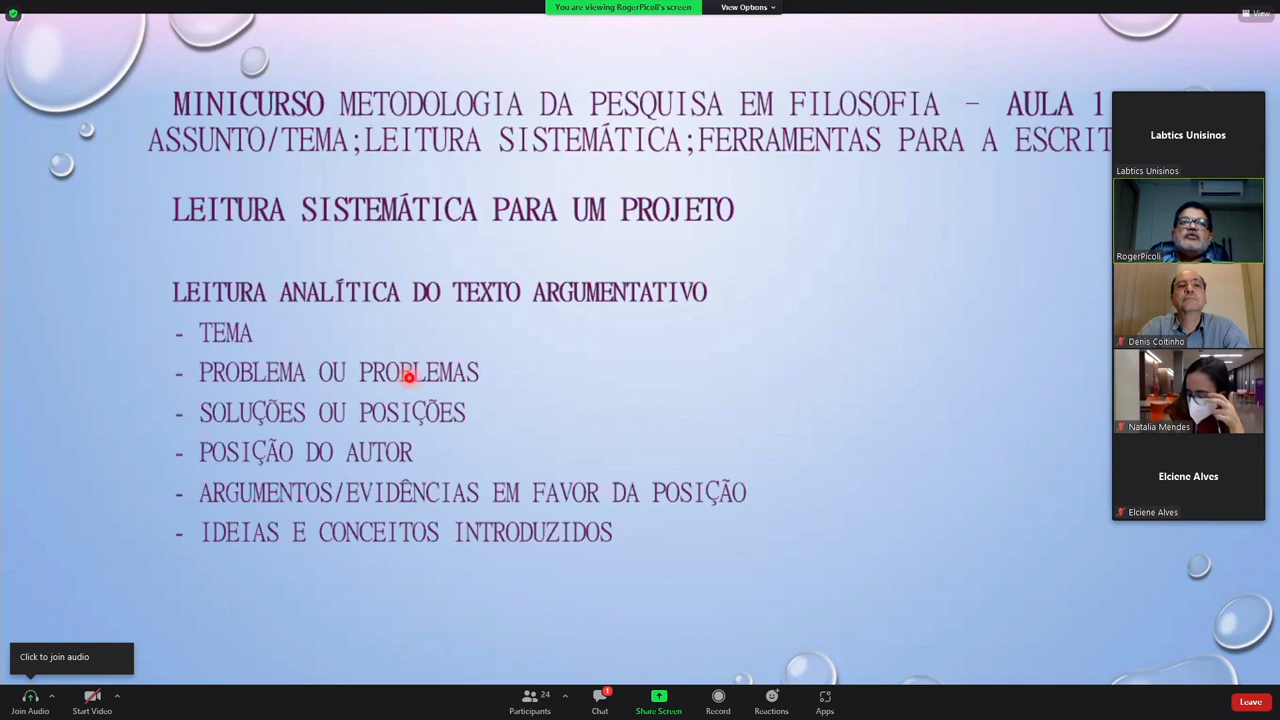 You are viewing RogerPicoli's screen
View Options
View
MINICURSO METODOLOGIA DA PESQUISA EM FILOSOFIA – AULA 1
ASSUNTO/TEMA;LEITURA SISTEMÁTICA;FERRAMENTAS PARA A ESCRIT
LEITURA SISTEMÁTICA PARA UM PROJETO
LEITURA ANALÍTICA DO TEXTO ARGUMENTATIVO
- TEMA
- PROBLEMA OU PROBLEMAS
- SOLUÇÕES OU POSIÇÕES
- POSIÇÃO DO AUTOR
- ARGUMENTOS/EVIDÊNCIAS EM FAVOR DA POSIÇÃO
- IDEIAS E CONCEITOS INTRODUZIDOS
Labtics Unisinos
Labtics Unisinos
RogerPicoli
Denis Coitinho
Natalia Mendes
Elciene Alves
Elciene Alves
Click to join audio
Join Audio
Start Video
24
Participants
1
Chat
Share Screen
Record
Reactions
Apps
Leave